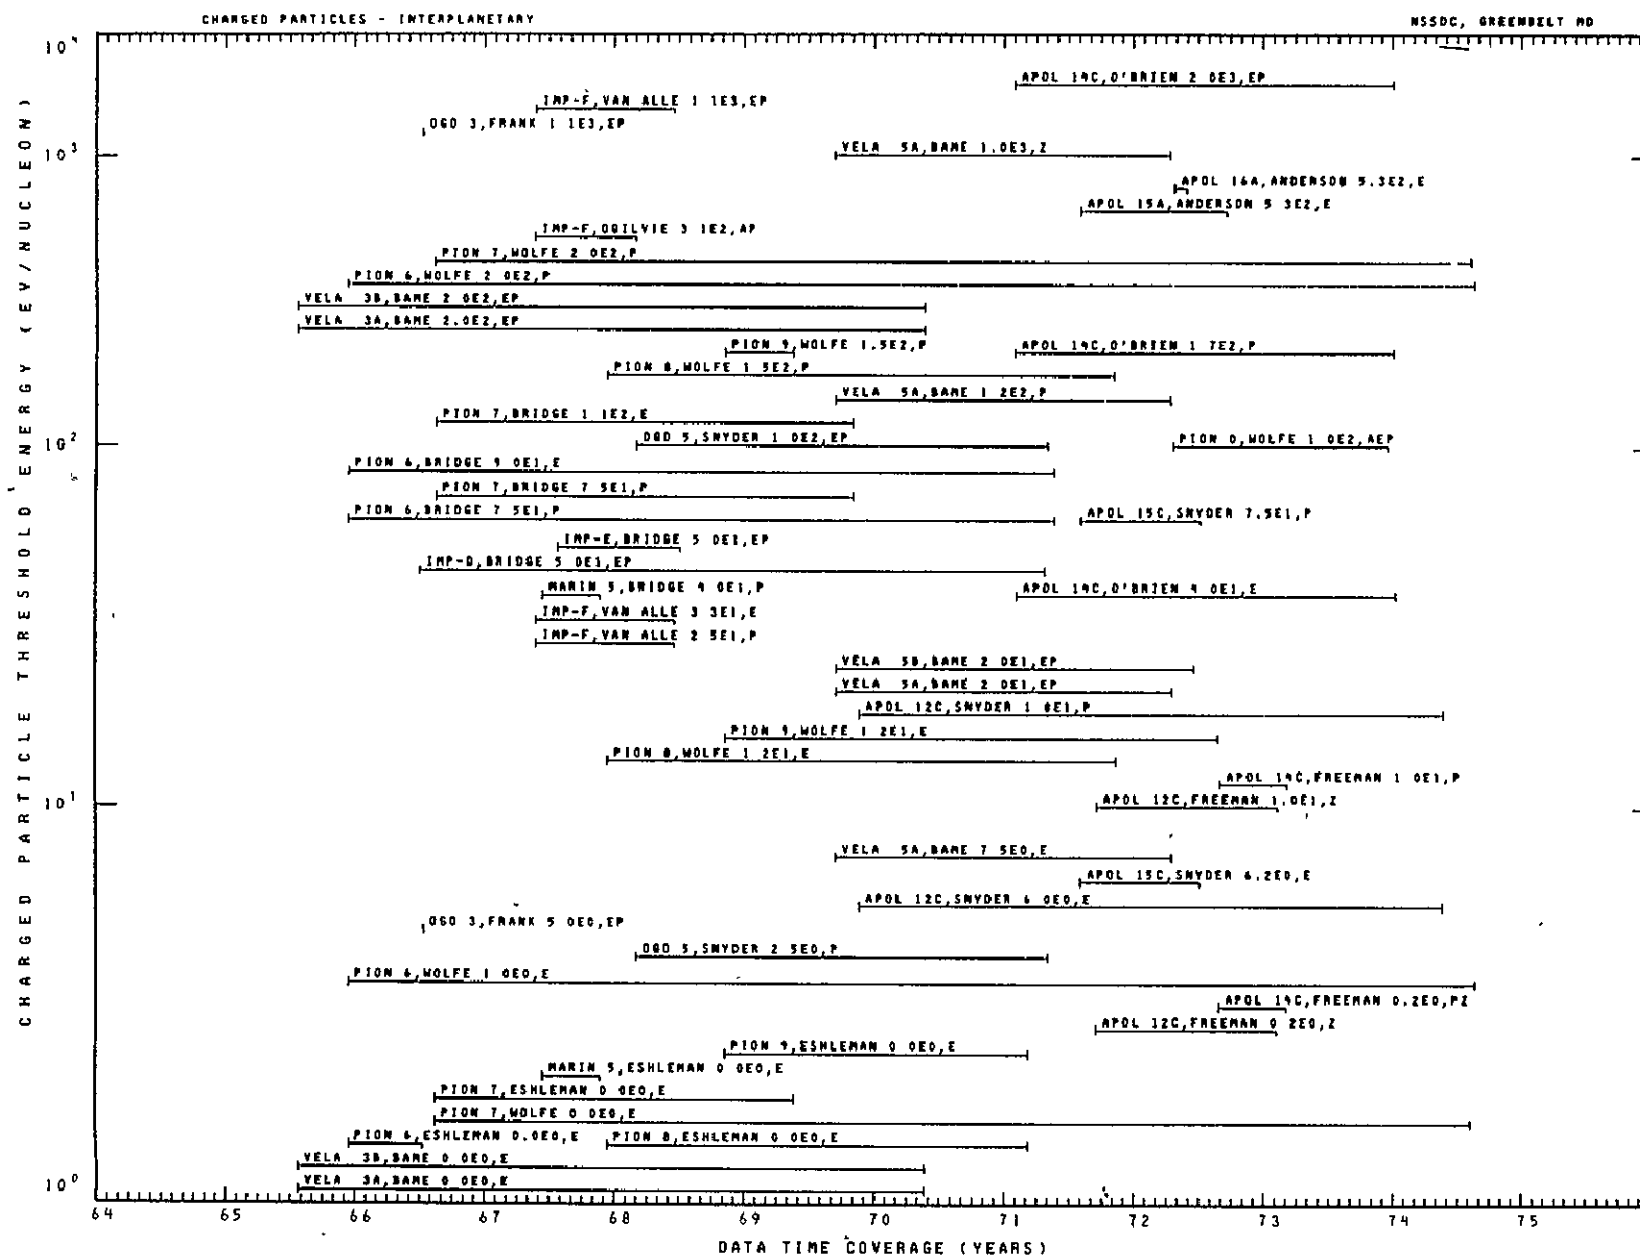 CHARGED PARTICLES - INTERPLANETARY
NSSDC, GREENBELT MD
CHARGED PARTICLE THRESHOLD ENERGY (EV/NUCLEON)
10⁴
APOL 14C,O'BRIEN 2 0E3,EP
IMP-F,VAN ALLE 1 1E3,EP
OGO 3,FRANK 1 1E3,EP
10³
VELA 5A,BAME 1.0E3,Z
APOL 16A,ANDERSON 5.3E2,E
APOL 15A,ANDERSON 5 3E2,E
IMP-F,OGILVIE 3 1E2,AP
PION 7,WOLFE 2 0E2,P
PION 6,WOLFE 2 0E2,P
VELA 3B,BAME 2 0E2,EP
VELA 3A,BAME 2.0E2,EP
PION 9,WOLFE 1.5E2,P
APOL 14C,O'BRIEN 1 7E2,P
PION 8,WOLFE 1 5E2,P
VELA 5A,BAME 1 2E2,P
PION 7,BRIDGE 1 1E2,E
10²
OGO 5,SNYDER 1 0E2,EP
PION 0,WOLFE 1 0E2,AEP
PION 6,BRIDGE 9 0E1,E
PION 7,BRIDGE 7 5E1,P
PION 6,BRIDGE 7 5E1,P
APOL 15C,SNYDER 7.5E1,P
IMP-E,BRIDGE 5 0E1,EP
IMP-D,BRIDGE 5 0E1,EP
MARIN 5,BRIDGE 4 0E1,P
APOL 14C,O'BRIEN 4 0E1,E
IMP-F,VAN ALLE 3 3E1,E
IMP-F,VAN ALLE 2 5E1,P
VELA 5B,BAME 2 0E1,EP
VELA 5A,BAME 2 0E1,EP
APOL 12C,SNYDER 1 8E1,P
PION 9,WOLFE 1 2E1,E
PION 8,WOLFE 1 2E1,E
APOL 14C,FREEMAN 1 0E1,P
10¹
APOL 12C,FREEMAN 1.0E1,Z
VELA 5A,BAME 7 5E0,E
APOL 15C,SNYDER 6.2E0,E
APOL 12C,SNYDER 6 0E0,E
OGO 3,FRANK 5 0E0,EP
OGO 5,SNYDER 2 5E0,P
PION 6,WOLFE 1 0E0,E
APOL 14C,FREEMAN 0.2E0,PZ
APOL 12C,FREEMAN 0 2E0,Z
PION 9,ESHLEMAN 0 0E0,E
MARIN 5,ESHLEMAN 0 0E0,E
PION 7,ESHLEMAN 0 0E0,E
PION 7,WOLFE 0 0E0,E
PION 6,ESHLEMAN 0.0E0,E
PION 8,ESHLEMAN 0 0E0,E
VELA 3B,BAME 0 0E0,E
VELA 3A,BAME 0 0E0,E
10⁰
64 65 66 67 68 69 70 71 72 73 74 75
DATA TIME COVERAGE (YEARS)